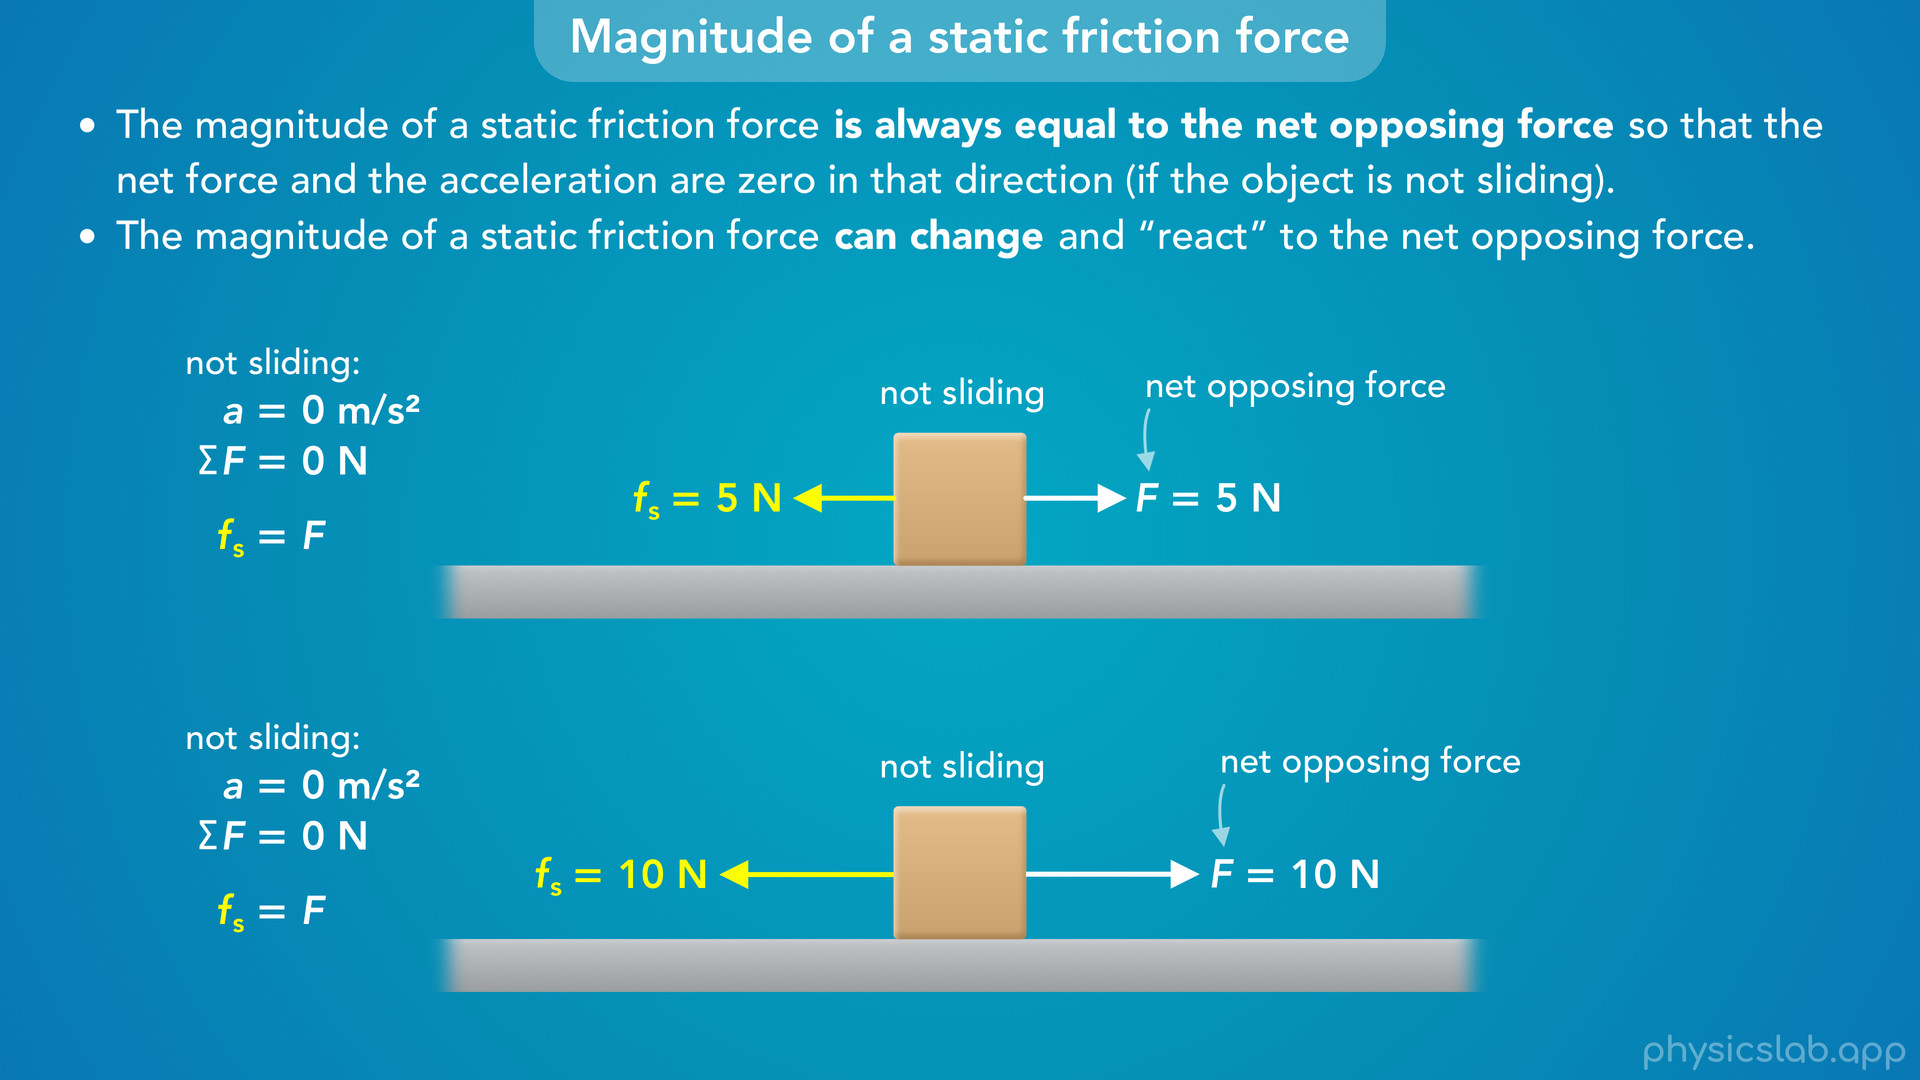 Magnitude of a static friction force
• The magnitude of a static friction force is always equal to the net opposing force so that the
net force and the acceleration are zero in that direction (if the object is not sliding).
• The magnitude of a static friction force can change and “react” to the net opposing force.
not sliding:
a = 0 m/s²
ΣF = 0 N
fₛ = F
not sliding
net opposing force
fₛ = 5 N
F = 5 N
not sliding:
a = 0 m/s²
ΣF = 0 N
fₛ = F
not sliding
net opposing force
fₛ = 10 N
F = 10 N
physicslab.app